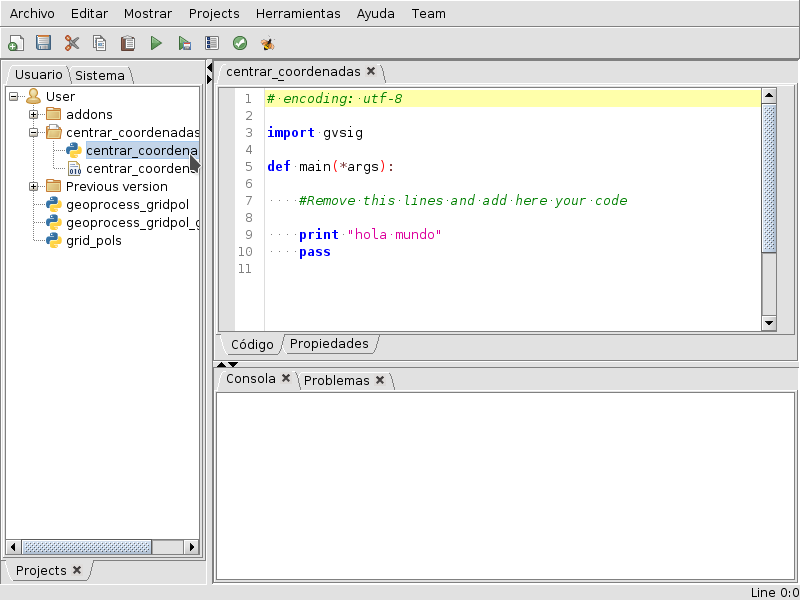 Archivo Editar Mostrar Projects Herramientas Ayuda Team
Usuario Sistema
User
addons
centrar_coordenadas
centrar_coordena
centrar_coorden
Previous version
geoprocess_gridpol
geoprocess_gridpol_g
grid_pols
Projects
centrar_coordenadas
1 # encoding: utf-8
2
3 import gvsig
4
5 def main(*args):
6
7 ····#Remove·this·lines·and·add·here·your·code
8
9 ····print·"hola·mundo"
10 ····pass
11
Código Propiedades
Consola Problemas
Line 0:0